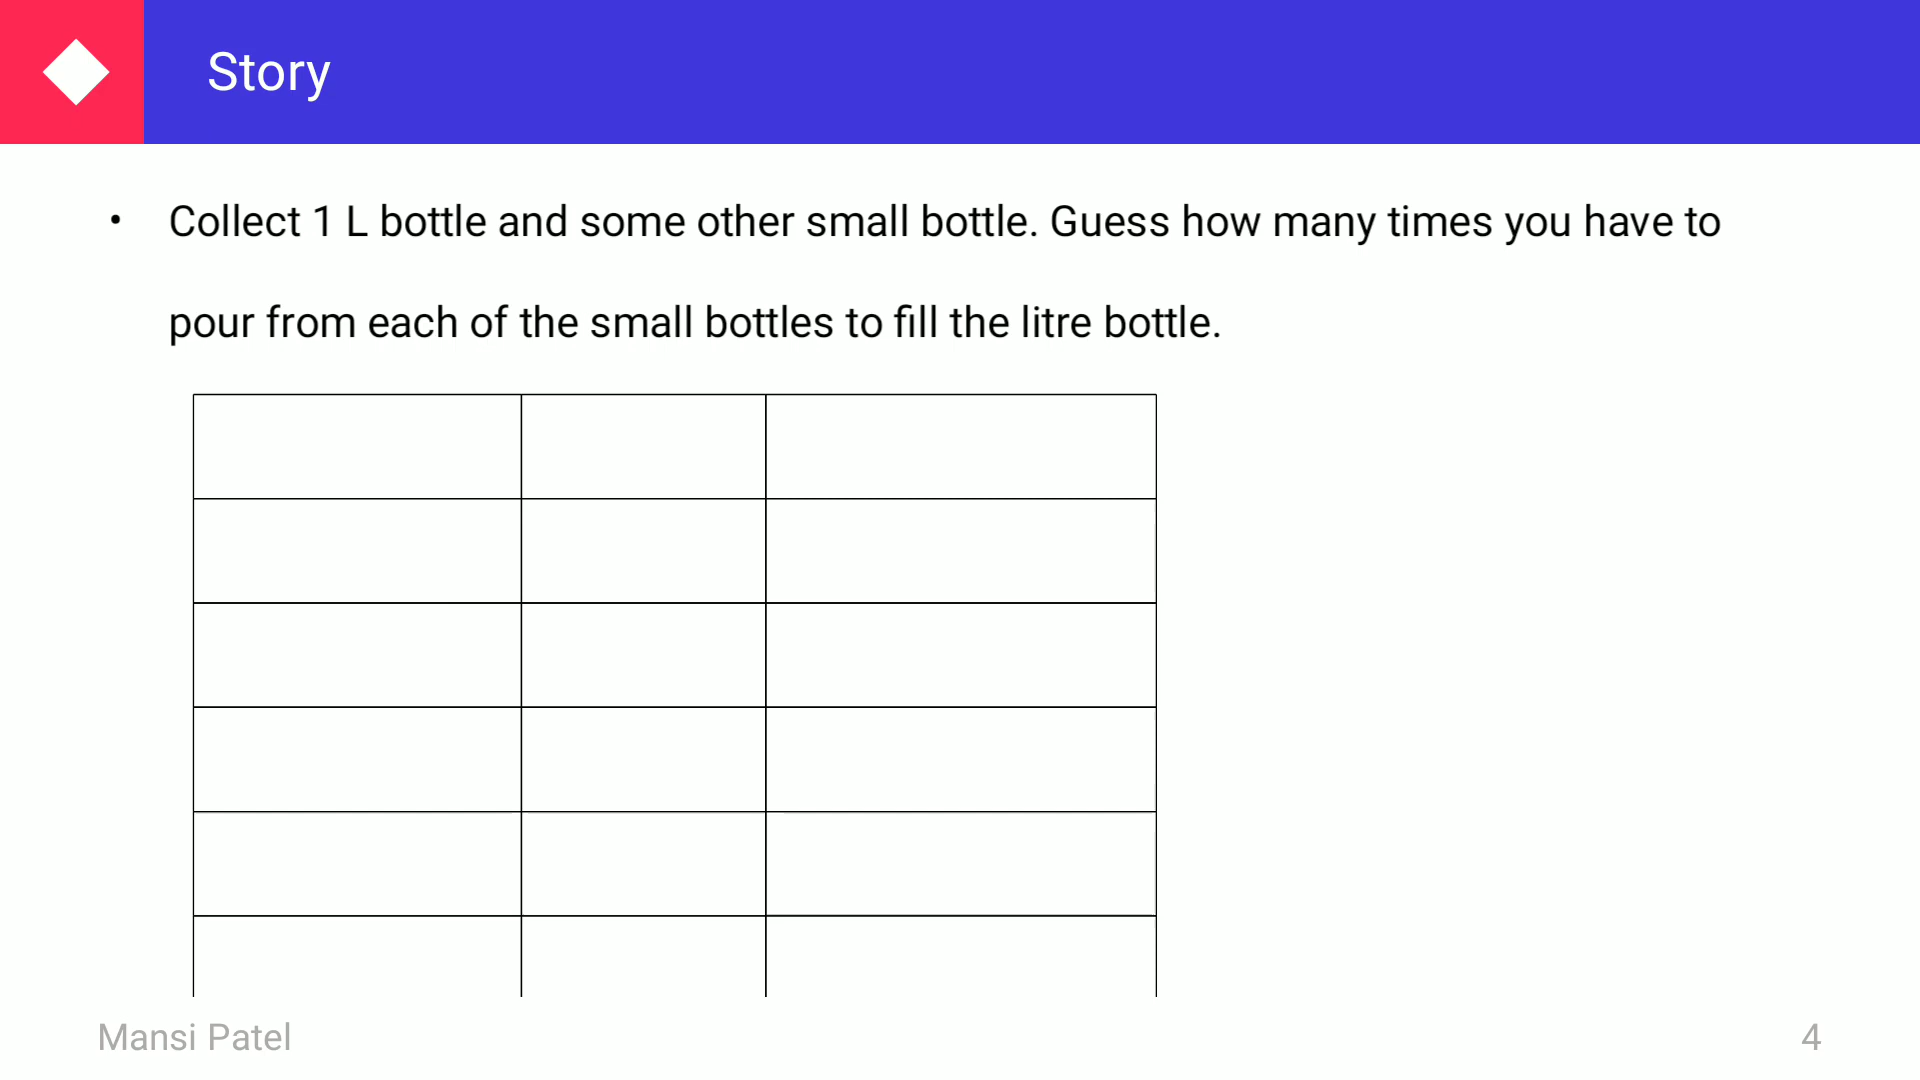 Story
• Collect 1 L bottle and some other small bottle. Guess how many times you have to
pour from each of the small bottles to fill the litre bottle.
Mansi Patel
4